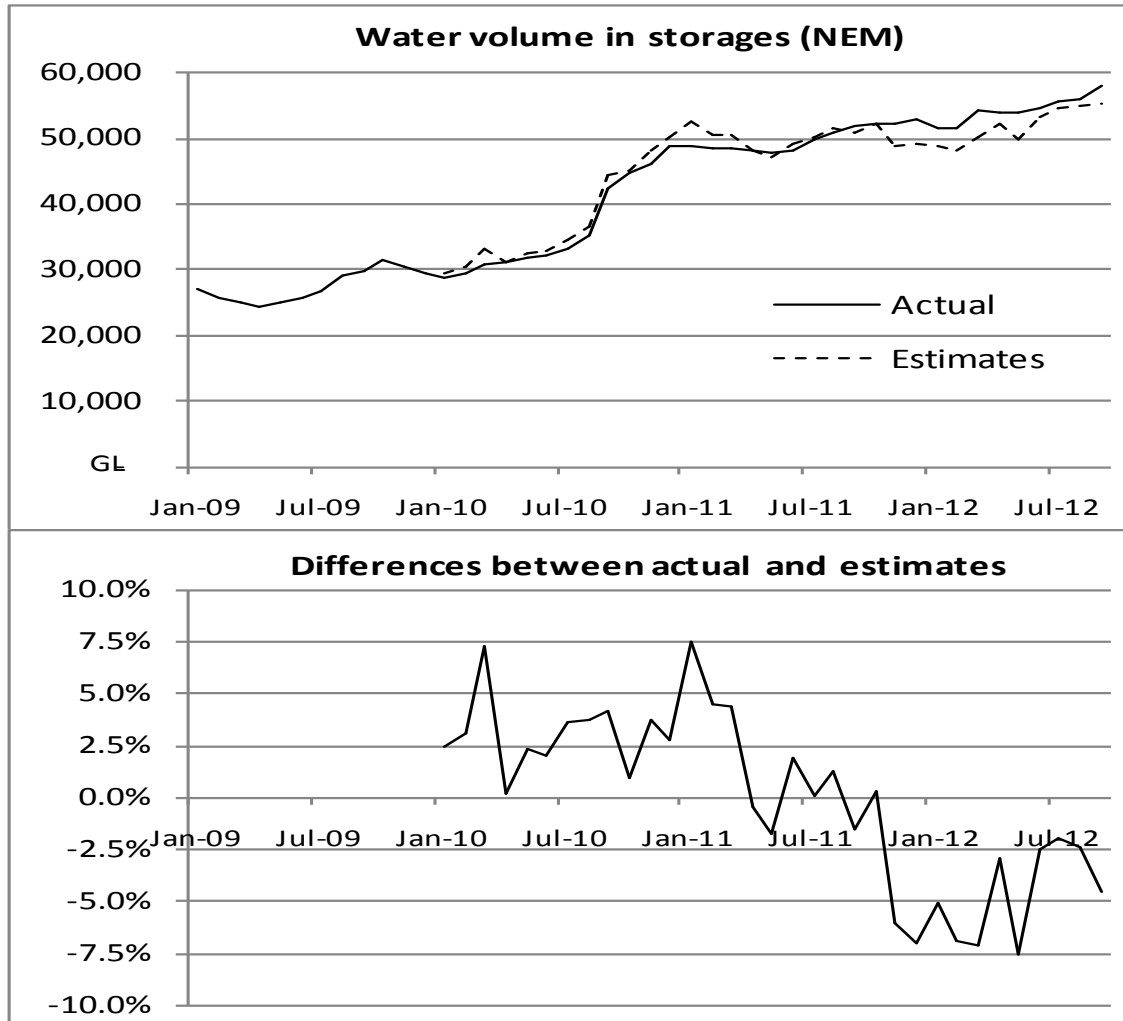 Water volume in storages (NEM)
60,000
50,000
40,000
30,000
20,000
10,000
GL
Actual
Estimates
Jan-09 Jul-09 Jan-10 Jul-10 Jan-11 Jul-11 Jan-12 Jul-12
Differences between actual and estimates
10.0%
7.5%
5.0%
2.5%
0.0%
Jan-09 Jul-09 Jan-10 Jul-10 Jan-11 Jul-11 Jan-12 Jul-12
-2.5%
-5.0%
-7.5%
-10.0%